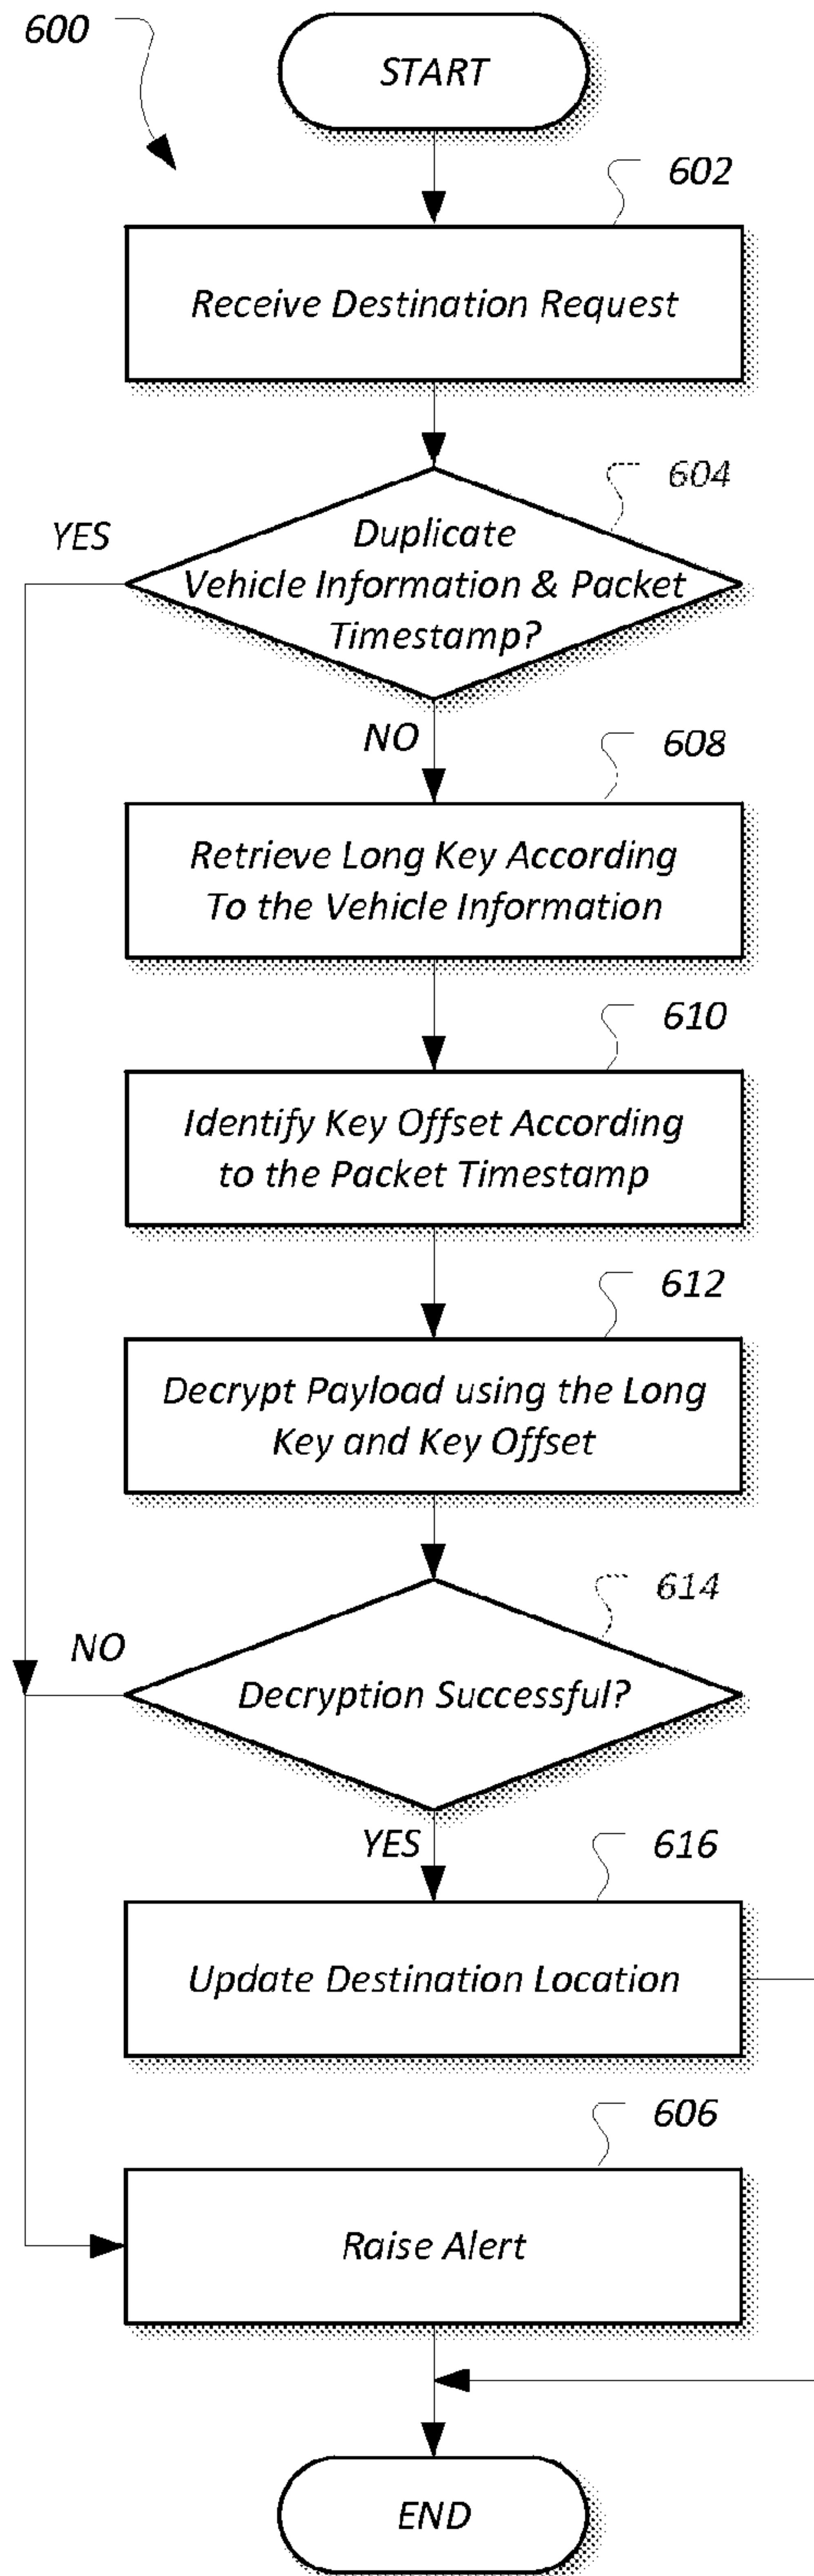 600
START
602
Receive Destination Request
604
YES
Duplicate
Vehicle Information & Packet
Timestamp?
NO
608
Retrieve Long Key According
To the Vehicle Information
610
Identify Key Offset According
to the Packet Timestamp
612
Decrypt Payload using the Long
Key and Key Offset
614
NO
Decryption Successful?
YES
616
Update Destination Location
606
Raise Alert
END